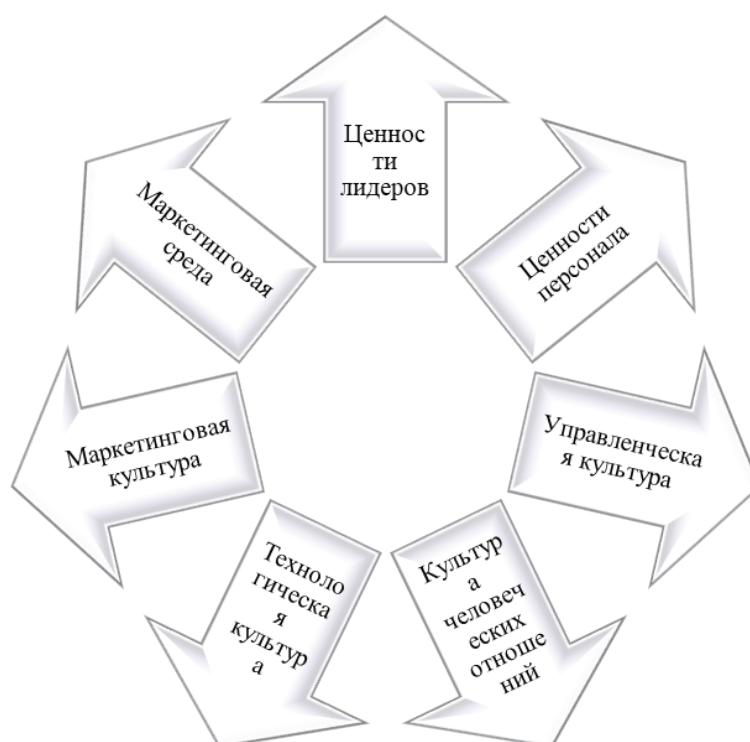 Ценнос
ти
лидеров
Ценности
персонала
Управленческа
я культура
Культур
а
человеч
еских
отноше
ний
Техноло
гическа
я
культур
а
Маркетинговая
культура
Маркетинговая
среда